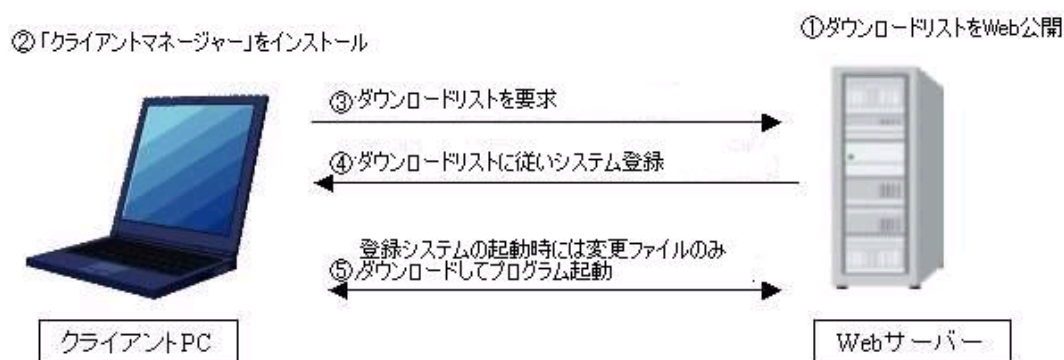 ①ダウンロードリストをWeb公開
②「クライアントマネージャー」をインストール
③ダウンロードリストを要求
④ダウンロードリストに従いシステム登録
登録システムの起動時には変更ファイルのみ
⑤ダウンロードしてプログラム起動
クライアントPC
Webサーバー